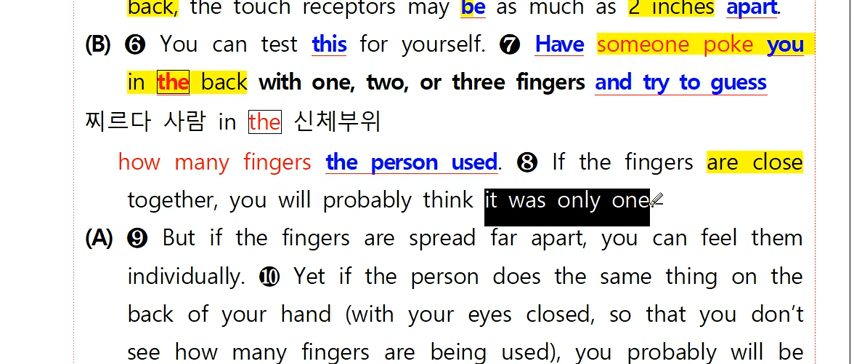 back, the touch receptors may be as much as 2 inches apart.
(B) ❻ You can test this for yourself. ❼ Have someone poke you
in the back with one, two, or three fingers and try to guess
찌르다 사람 in the 신체부위
how many fingers the person used. ❽ If the fingers are close
together, you will probably think it was only one.
(A) ❾ But if the fingers are spread far apart, you can feel them
individually. ❿ Yet if the person does the same thing on the
back of your hand (with your eyes closed, so that you don't
see how many fingers are being used), you probably will be